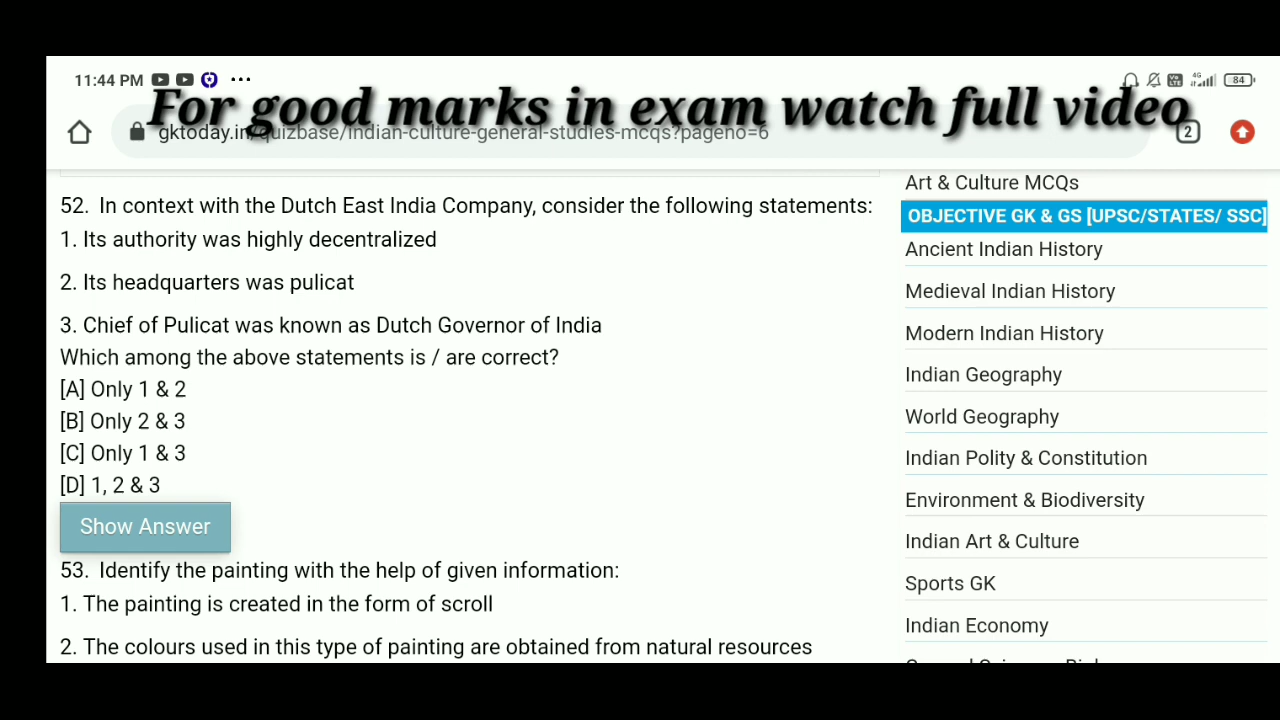 11:44 PM
84
For good marks in exam watch full video
gktoday.in/quizbase/indian-culture-general-studies-mcqs?pageno=6
2
52. In context with the Dutch East India Company, consider the following statements:
1. Its authority was highly decentralized
2. Its headquarters was pulicat
3. Chief of Pulicat was known as Dutch Governor of India
Which among the above statements is / are correct?
[A] Only 1 & 2
[B] Only 2 & 3
[C] Only 1 & 3
[D] 1, 2 & 3
Show Answer
53. Identify the painting with the help of given information:
1. The painting is created in the form of scroll
2. The colours used in this type of painting are obtained from natural resources
Art & Culture MCQs
OBJECTIVE GK & GS [UPSC/STATES/ SSC]
Ancient Indian History
Medieval Indian History
Modern Indian History
Indian Geography
World Geography
Indian Polity & Constitution
Environment & Biodiversity
Indian Art & Culture
Sports GK
Indian Economy